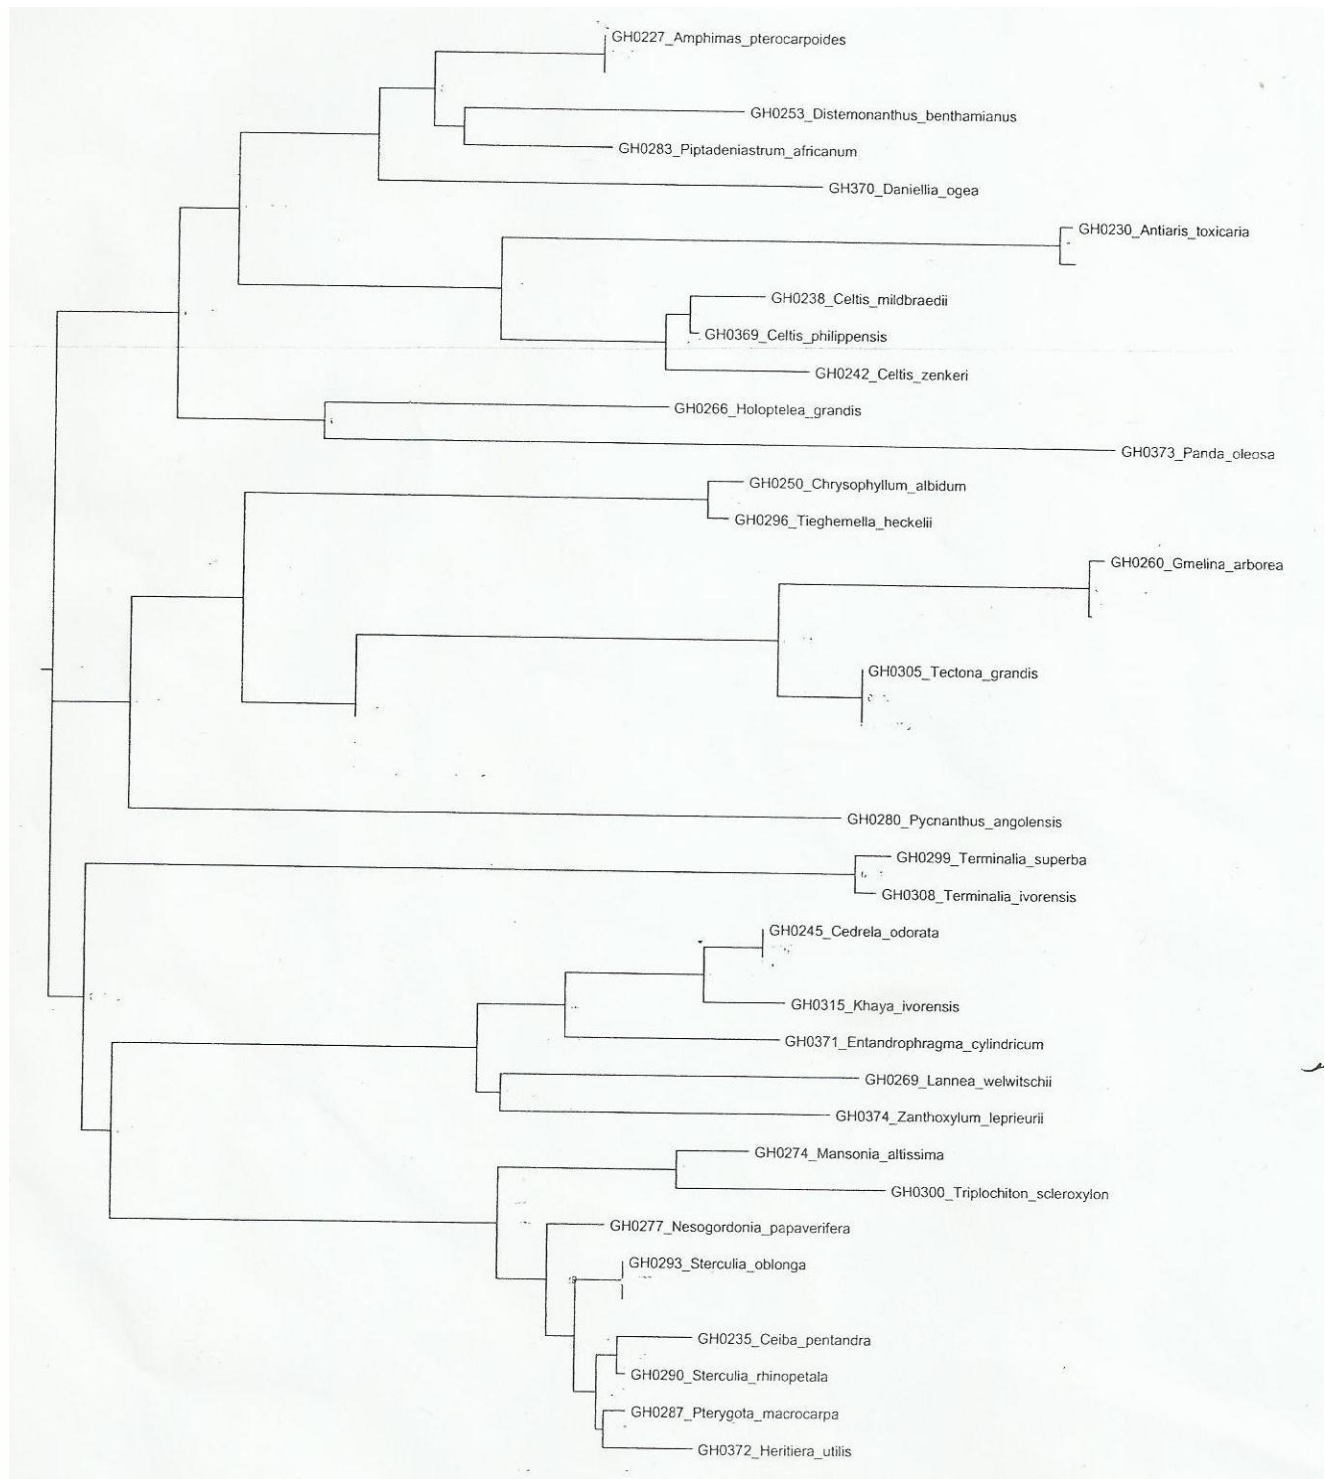 GH0227_Amphimas_pterocarpoides
GH0253_Distemonanthus_benthamianus
GH0283_Piptadeniastrum_africanum
GH370_Daniellia_ogea
GH0230_Antiaris_toxicaria
GH0238_Celtis_mildbraedii
GH0369_Celtis_philippensis
GH0242_Celtis_zenkeri
GH0266_Holoptelea_grandis
GH0373_Panda_oleosa
GH0250_Chrysophyllum_albidum
GH0296_Tieghemella_heckelii
GH0260_Gmelina_arborea
GH0305_Tectona_grandis
GH0280_Pycnanthus_angolensis
GH0299_Terminalia_superba
GH0308_Terminalia_ivorensis
GH0245_Cedrela_odorata
GH0315_Khaya_ivorensis
GH0371_Entandrophragma_cylindricum
GH0269_Lannea_welwitschii
GH0374_Zanthoxylum_leprieurii
GH0274_Mansonia_altissima
GH0300_Triplochiton_scleroxylon
GH0277_Nesogordonia_papaverifera
GH0293_Sterculia_oblonga
GH0235_Ceiba_pentandra
GH0290_Sterculia_rhinopetala
GH0287_Pterygota_macrocarpa
GH0372_Heritiera_utilis